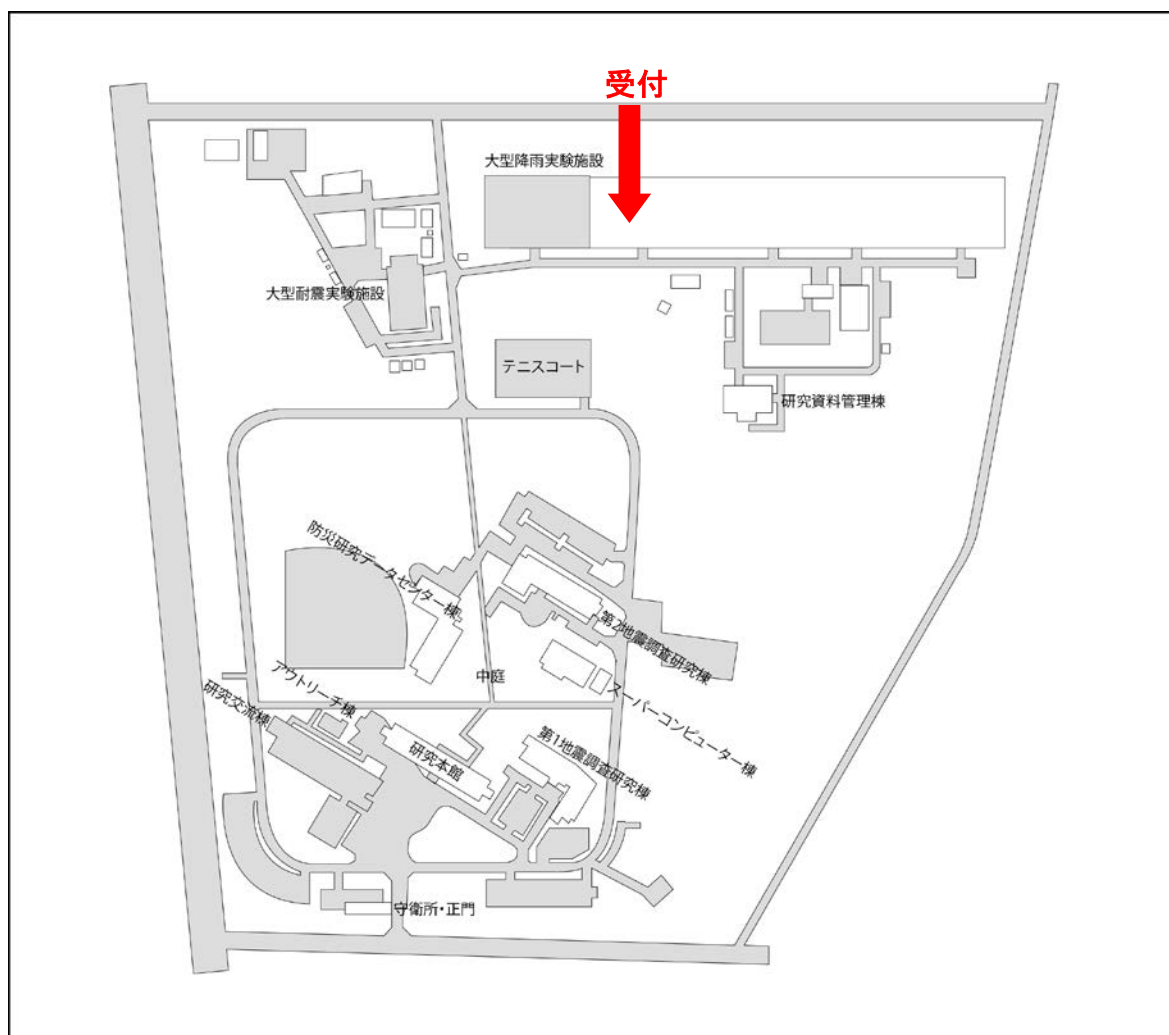 受付
大型降雨実験施設
大型耐震実験施設
テニスコート
研究資料管理棟
防災研究データセンター棟
第2地震調査研究棟
中庭
スーパーコンピューター棟
アウトリーチ棟
研究交流棟
研究本館
第1地震調査研究棟
守衛所・正門